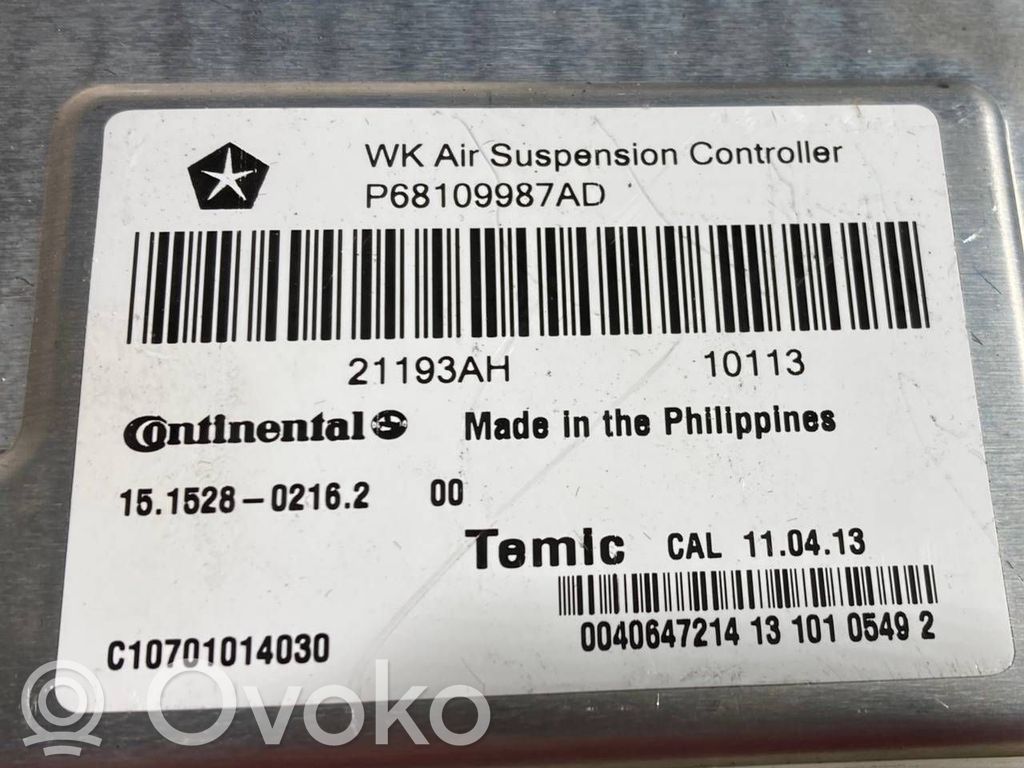 WK Air Suspension Controller
P68109987AD
21193AH 10113
Continental Made in the Philippines
15.1528-0216.2 00
Temic CAL 11.04.13
0040647214 13 101 0549 2
C10701014030
Ovoko